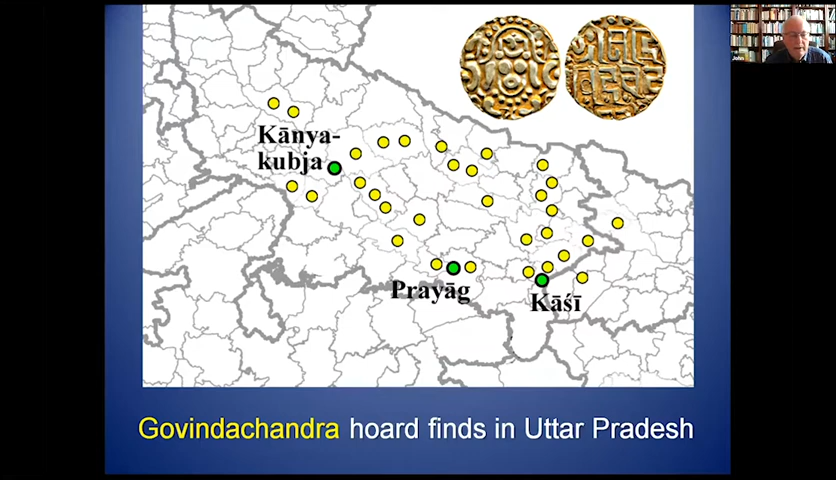 John
Kānya-
kubja
Prayāg
Kāśī
Govindachandra hoard finds in Uttar Pradesh